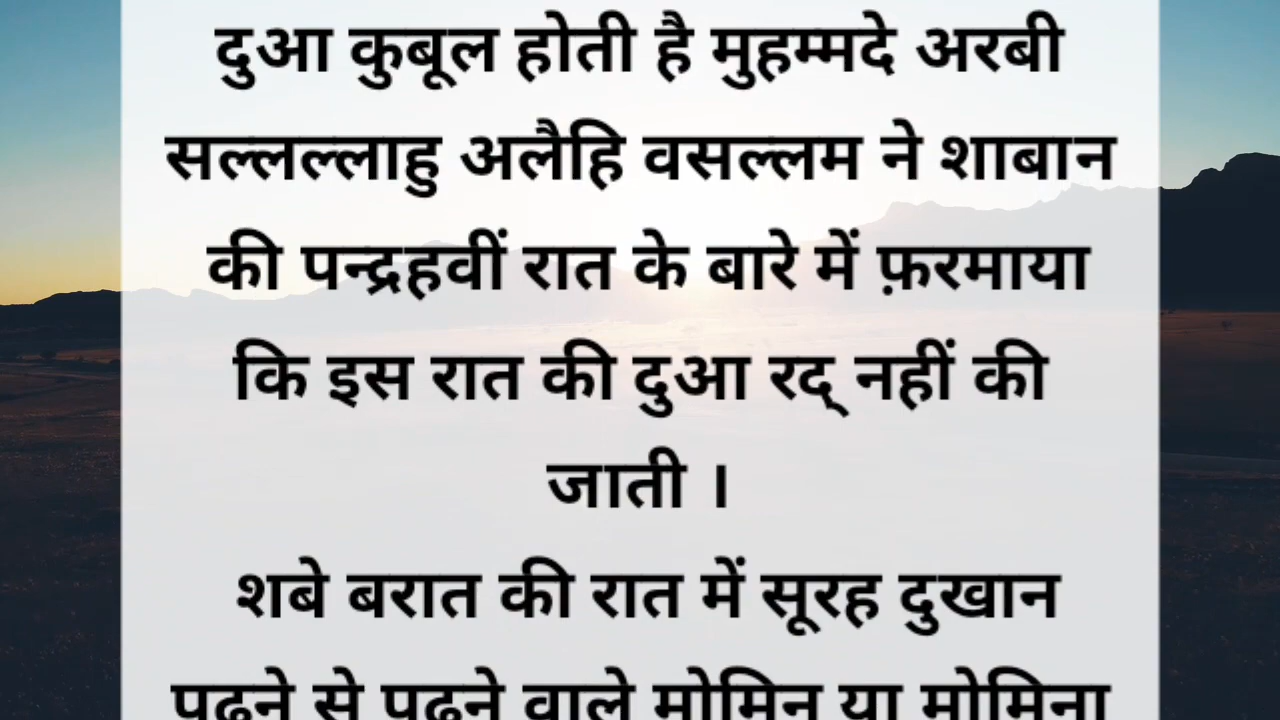 दुआ कुबूल होती है मुहम्मदे अरबी
सल्लल्लाहु अलैहि वसल्लम ने शाबान
की पन्द्रहवीं रात के बारे में फ़रमाया
कि इस रात की दुआ रद् नहीं की
जाती ।
शबे बरात की रात में सूरह दुखान
पढ़ने से पढ़ने वाले मोमिन या मोमिना